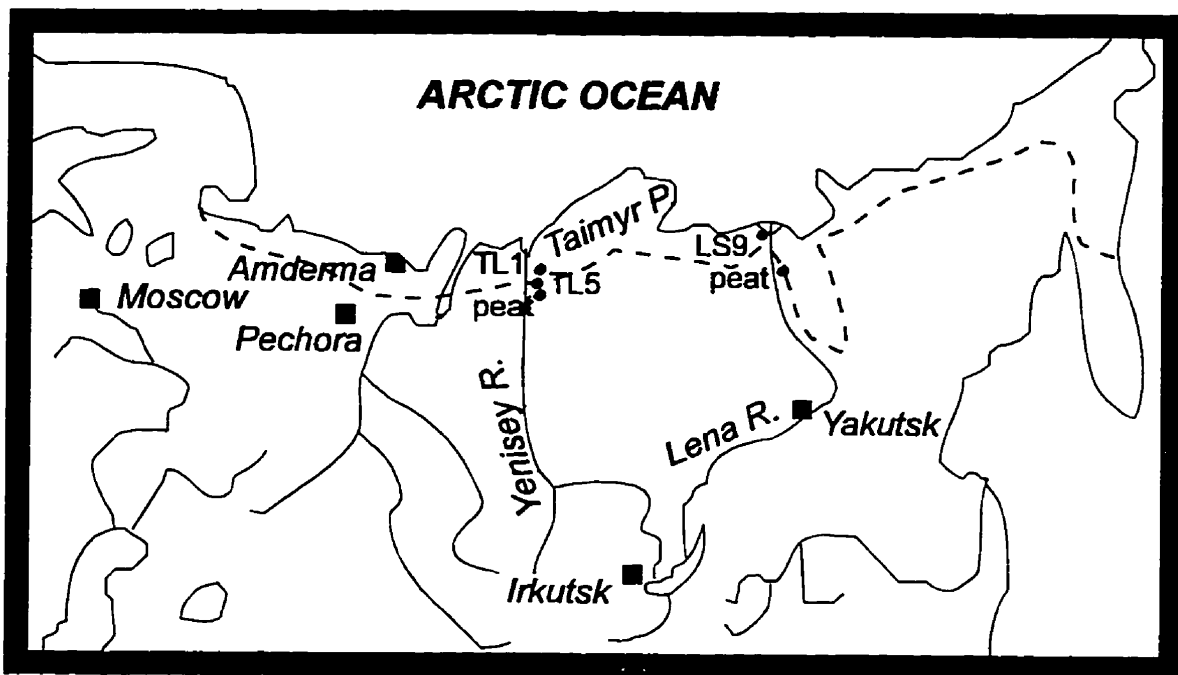 ARCTIC OCEAN
Taimyr P.
LS9
peat
TL1
TL5
peat
Amderma
Moscow
Pechora
Yenisey R.
Lena R.
Yakutsk
Irkutsk